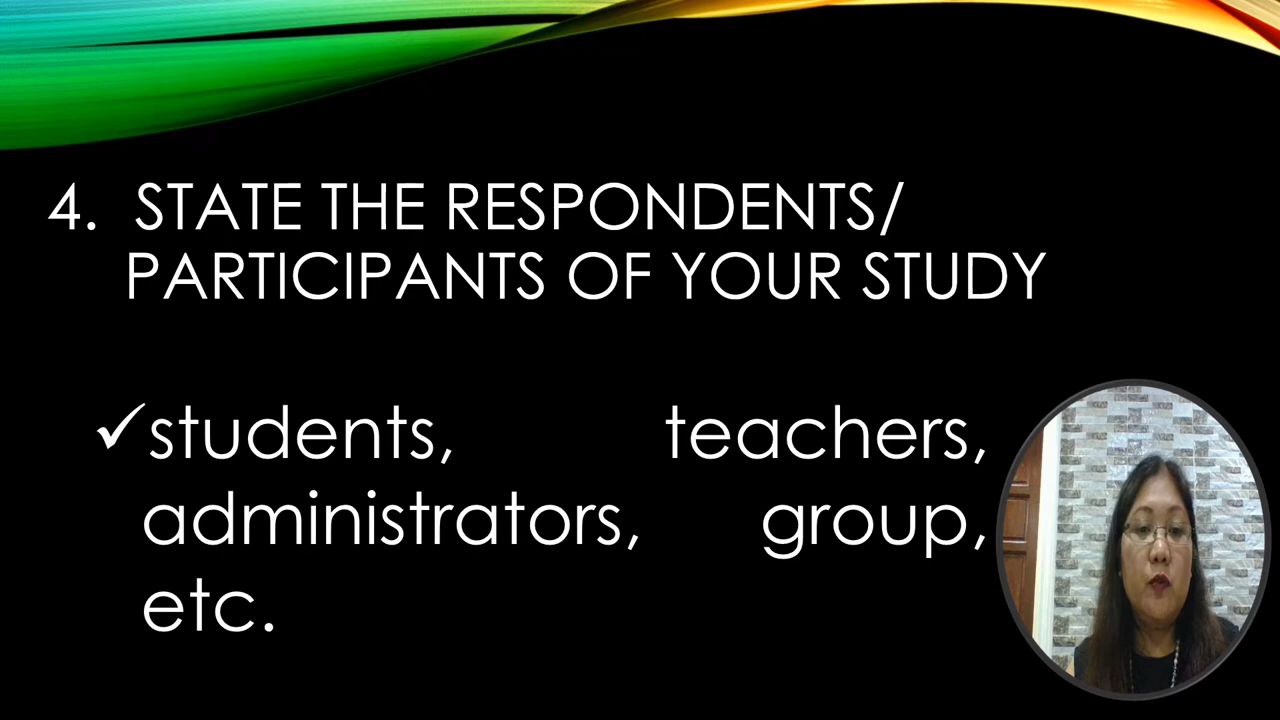 4. STATE THE RESPONDENTS/
PARTICIPANTS OF YOUR STUDY
✓students, teachers,
administrators, group,
etc.